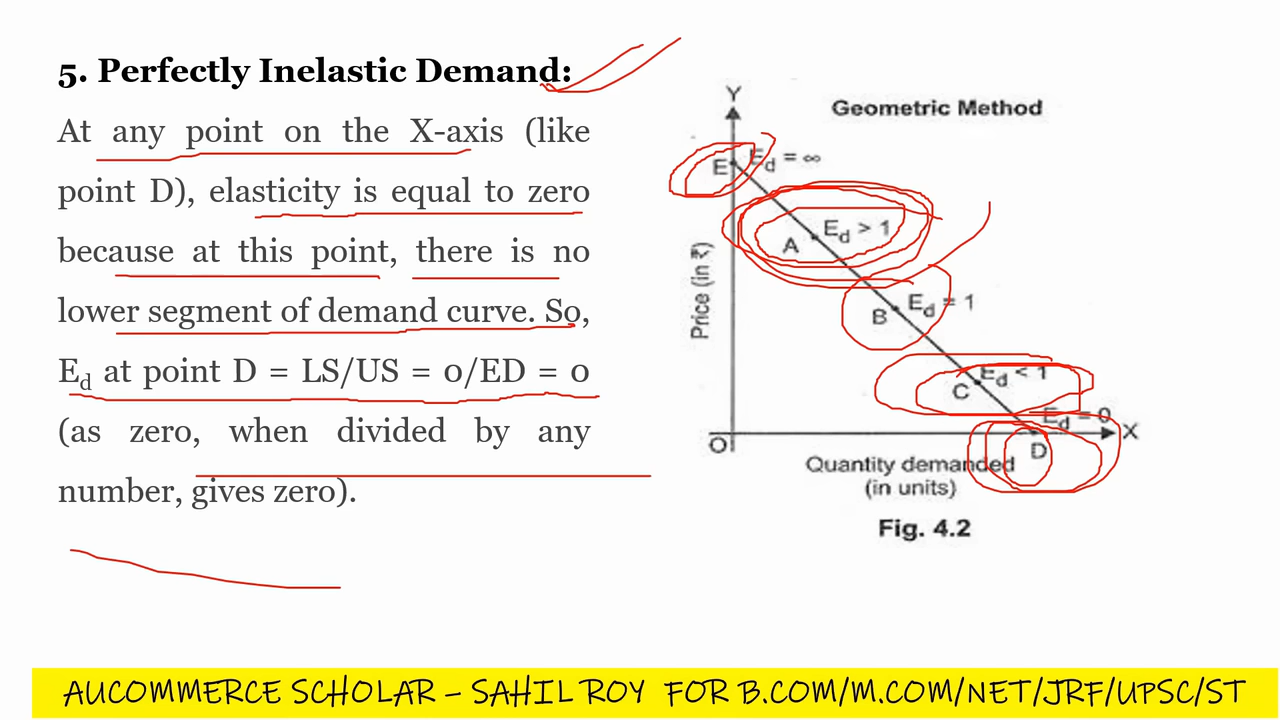 5. Perfectly Inelastic Demand:
At any point on the X-axis (like
point D), elasticity is equal to zero
because at this point, there is no
lower segment of demand curve. So,
Ed at point D = LS/US = 0/ED = 0
(as zero, when divided by any
number, gives zero).
Y
Geometric Method
E
Ed = ∞
A
Ed > 1
B
Ed = 1
C
Ed < 1
Ed = 0
Price (in ₹)
O
D
X
Quantity demanded
(in units)
Fig. 4.2
AUCOMMERCE SCHOLAR – SAHIL ROY FOR B.COM/M.COM/NET/JRF/UPSC/ST